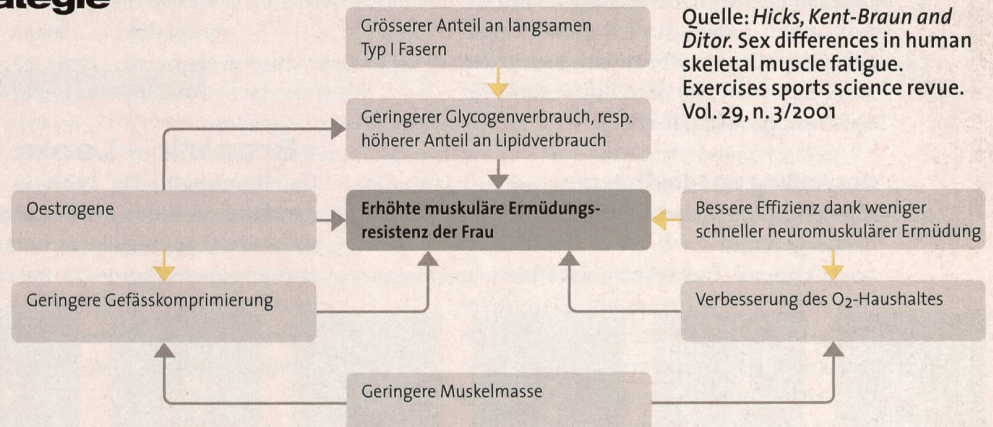 Grösserer Anteil an langsamen
Typ I Fasern
Quelle: Hicks, Kent-Braun and
Ditor. Sex differences in human
skeletal muscle fatigue.
Exercises sports science revue.
Vol. 29, n. 3/2001
Geringerer Glycogenverbrauch, resp.
höherer Anteil an Lipidverbrauch
Oestrogene
Erhöhte muskuläre Ermüdungs-
resistenz der Frau
Bessere Effizienz dank weniger
schneller neuromuskulärer Ermüdung
Geringere Gefässkomprimierung
Verbesserung des O2-Haushaltes
Geringere Muskelmasse